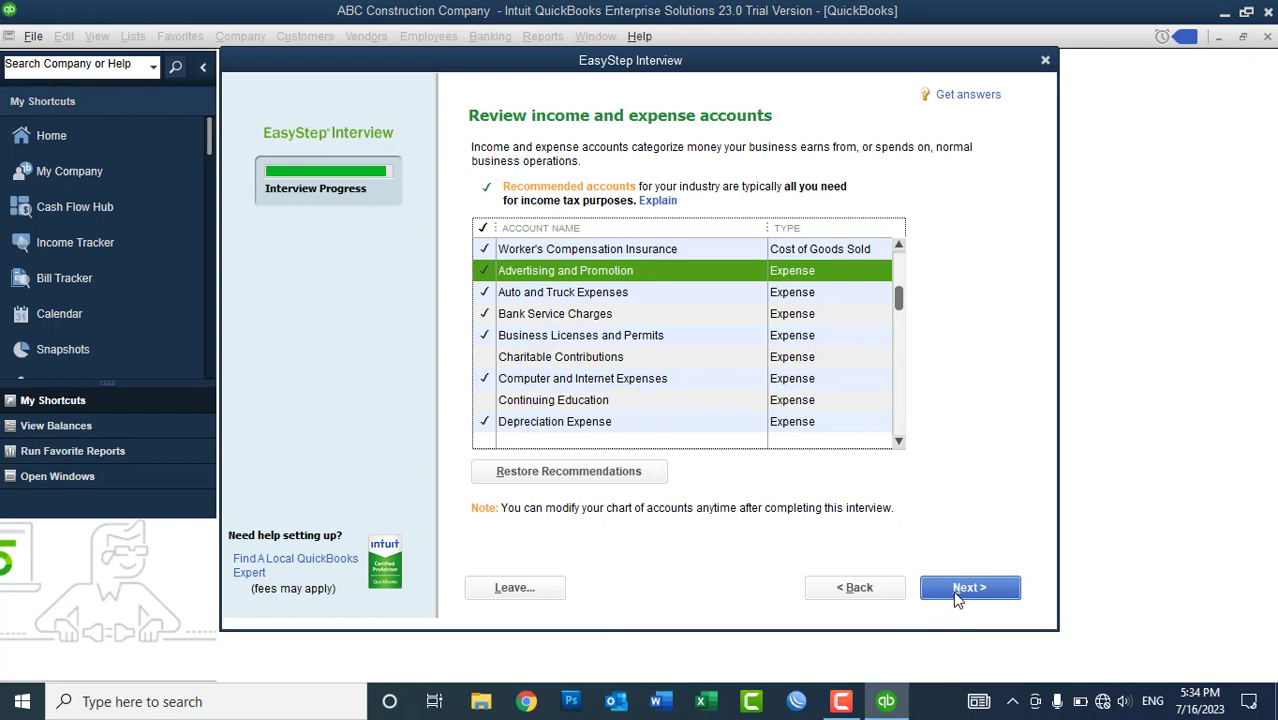 ABC Construction Company - Intuit QuickBooks Enterprise Solutions 23.0 Trial Version - [QuickBooks]
File Edit View Lists Favorites Company Customers Vendors Employees Banking Reports Window Help
Search Company or Help
My Shortcuts
Home
My Company
Cash Flow Hub
Income Tracker
Bill Tracker
Calendar
Snapshots
My Shortcuts
View Balances
Run Favorite Reports
Open Windows
EasyStep Interview
EasyStep Interview
Interview Progress
Need help setting up?
Find A Local QuickBooks
Expert
(fees may apply)
intuit
Certified
ProAdvisor
QuickBooks
Get answers
Review income and expense accounts
Income and expense accounts categorize money your business earns from, or spends on, normal
business operations.
✓ Recommended accounts for your industry are typically all you need
for income tax purposes. Explain
✓ ACCOUNT NAME TYPE
✓ Worker's Compensation Insurance Cost of Goods Sold
✓ Advertising and Promotion Expense
✓ Auto and Truck Expenses Expense
✓ Bank Service Charges Expense
✓ Business Licenses and Permits Expense
Charitable Contributions Expense
✓ Computer and Internet Expenses Expense
Continuing Education Expense
✓ Depreciation Expense Expense
Restore Recommendations
Note: You can modify your chart of accounts anytime after completing this interview.
Leave... < Back Next >
Type here to search
ENG
5:34 PM
7/16/2023